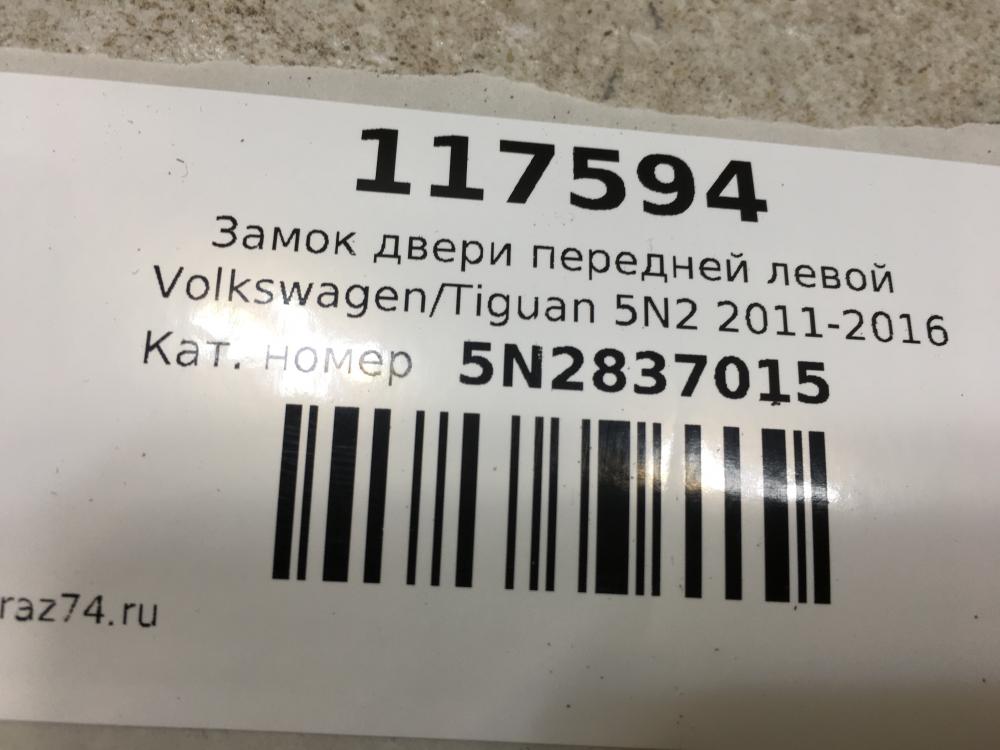 117594
Замок двери передней левой
Volkswagen/Tiguan 5N2 2011-2016
Кат. номер 5N2837015
raz74.ru